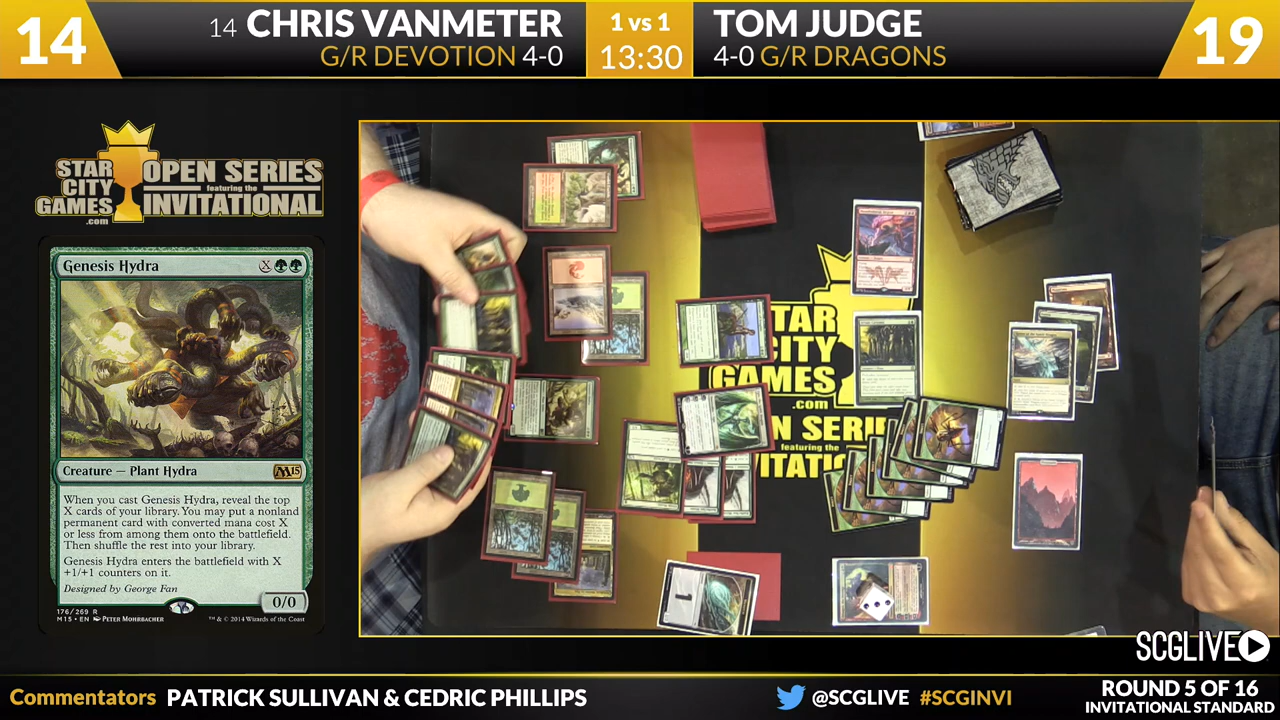 14
14 CHRIS VANMETER
G/R DEVOTION 4-0
1 vs 1
13:30
TOM JUDGE
4-0 G/R DRAGONS
19
STAR
CITY
GAMES
.com
OPEN SERIES
featuring the
INVITATIONAL
Genesis Hydra X
Creature — Plant Hydra M15
When you cast Genesis Hydra, reveal the top
X cards of your library. You may put a nonland
permanent card with converted mana cost X
or less from among them onto the battlefield.
Then shuffle the rest into your library.
Genesis Hydra enters the battlefield with X
+1/+1 counters on it.
Designed by George Fan
0/0
176/269 R
M15 • EN PETER MOHRBACHER
™ & © 2014 Wizards of the Coast
TAR
CITY
GAMES
.com
N SERI
featuring the
VITATI
SCGLIVE
Commentators PATRICK SULLIVAN & CEDRIC PHILLIPS
@SCGLIVE #SCGINVI
ROUND 5 OF 16
INVITATIONAL STANDARD